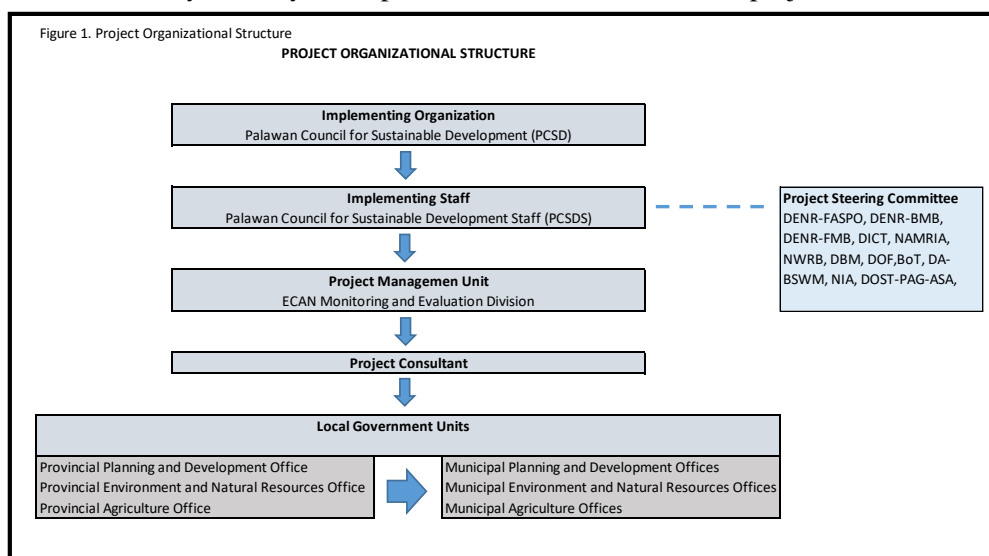 Figure 1. Project Organizational Structure
PROJECT ORGANIZATIONAL STRUCTURE
Implementing Organization
Palawan Council for Sustainable Development (PCSD)
Implementing Staff
Palawan Council for Sustainable Development Staff (PCSDS)
Project Steering Committee
DENR-FASPO, DENR-BMB,
DENR-FMB, DICT, NAMRIA,
NWRB, DBM, DOF,BoT, DA-
BSWM, NIA, DOST-PAG-ASA,
Project Managemen Unit
ECAN Monitoring and Evaluation Division
Project Consultant
Local Government Units
Provincial Planning and Development Office
Provincial Environment and Natural Resources Office
Provincial Agriculture Office
Municipal Planning and Development Offices
Municipal Environment and Natural Resources Offices
Municipal Agriculture Offices